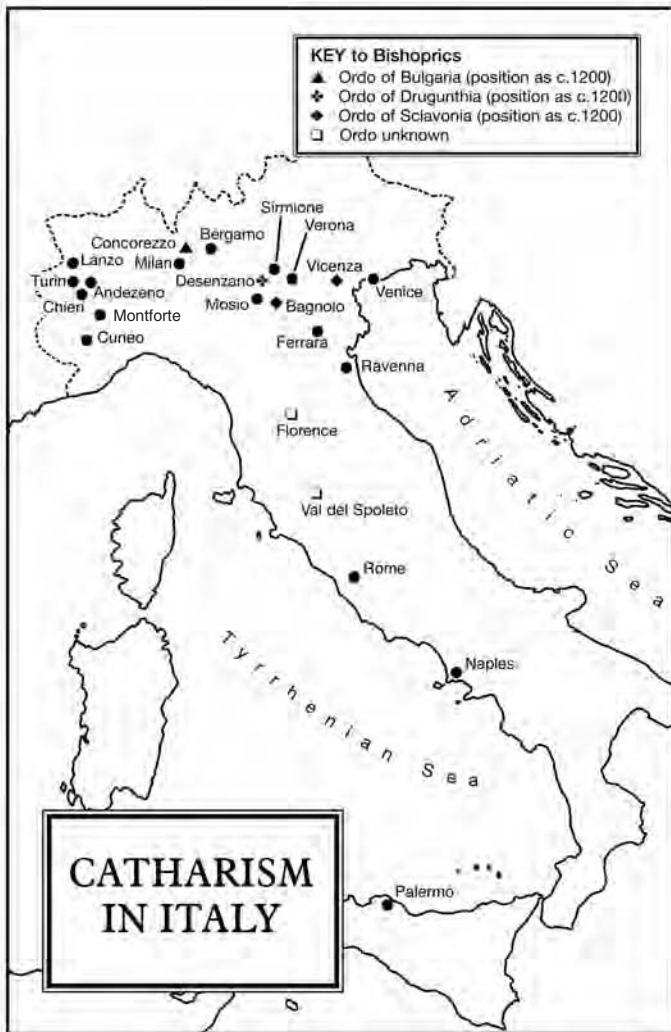 KEY to Bishoprics
▲ Ordo of Bulgaria (position as c.1200)
✤ Ordo of Drugunthia (position as c.1200)
◆ Ordo of Sclavonia (position as c.1200)
❑ Ordo unknown
Sirmione
Verona
Bergamo
Concorezzo
Lanzo
Milan
Vicenza
Turin
Desenzano
Venice
Andezeno
Chieri
Mosio
Bagnolo
Montforte
Ferrara
Cuneo
Ravenna
Florence
Adriatic Sea
Val del Spoleto
Rome
Tyrrhenian Sea
Naples
CATHARISM
IN ITALY
Palermo